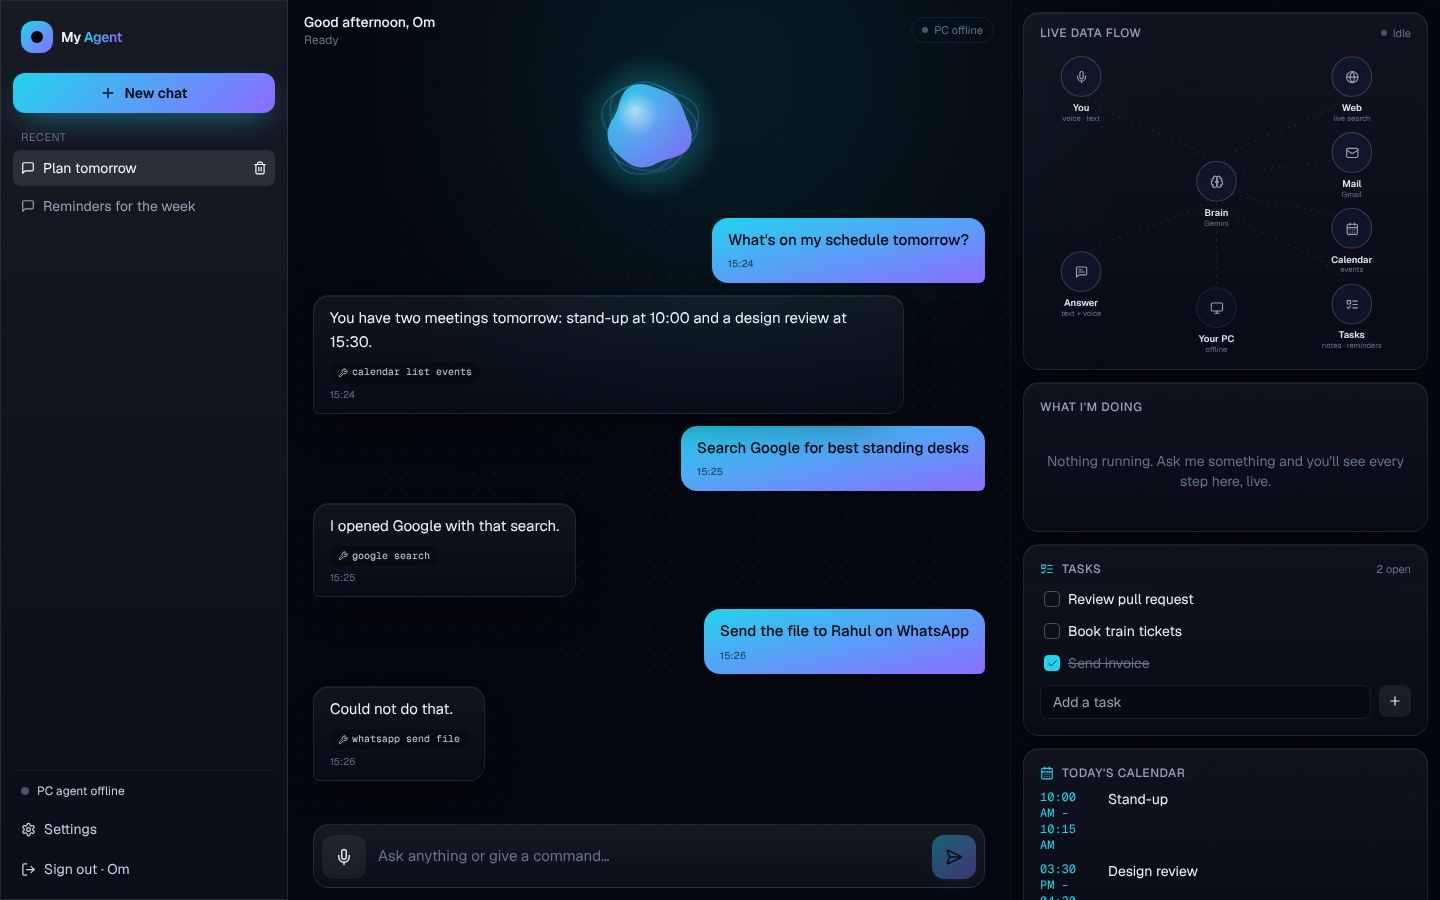 My Agent
New chat
RECENT
Plan tomorrow
Reminders for the week
PC agent offline
Settings
Sign out · Om
Good afternoon, Om
Ready
PC offline
What's on my schedule tomorrow?
15:24
You have two meetings tomorrow: stand-up at 10:00 and a design review at
15:30.
calendar list events
15:24
Search Google for best standing desks
15:25
I opened Google with that search.
google search
15:25
Send the file to Rahul on WhatsApp
15:26
Could not do that.
whatsapp send file
15:26
Ask anything or give a command...
LIVE DATA FLOW
Idle
You
voice · text
Web
live search
Mail
Gmail
Brain
Gemini
Calendar
events
Answer
text + voice
Your PC
offline
Tasks
notes · reminders
WHAT I'M DOING
Nothing running. Ask me something and you'll see every
step here, live.
TASKS
2 open
Review pull request
Book train tickets
Send invoice
Add a task
TODAY'S CALENDAR
10:00
AM –
10:15
AM
Stand-up
03:30
PM –
Design review